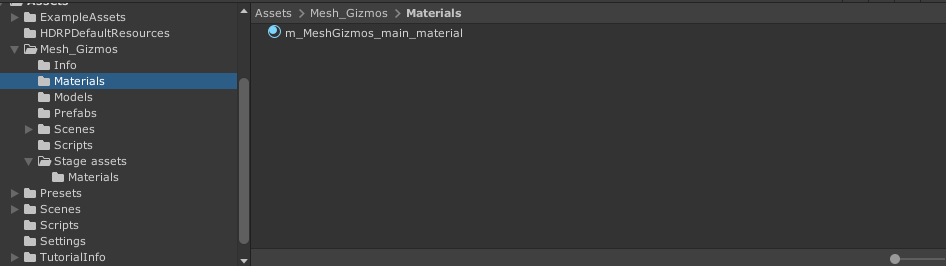 Assets
ExampleAssets
HDRPDefaultResources
Mesh_Gizmos
Info
Materials
Models
Prefabs
Scenes
Scripts
Stage assets
Materials
Presets
Scenes
Scripts
Settings
TutorialInfo
Assets > Mesh_Gizmos > Materials
m_MeshGizmos_main_material